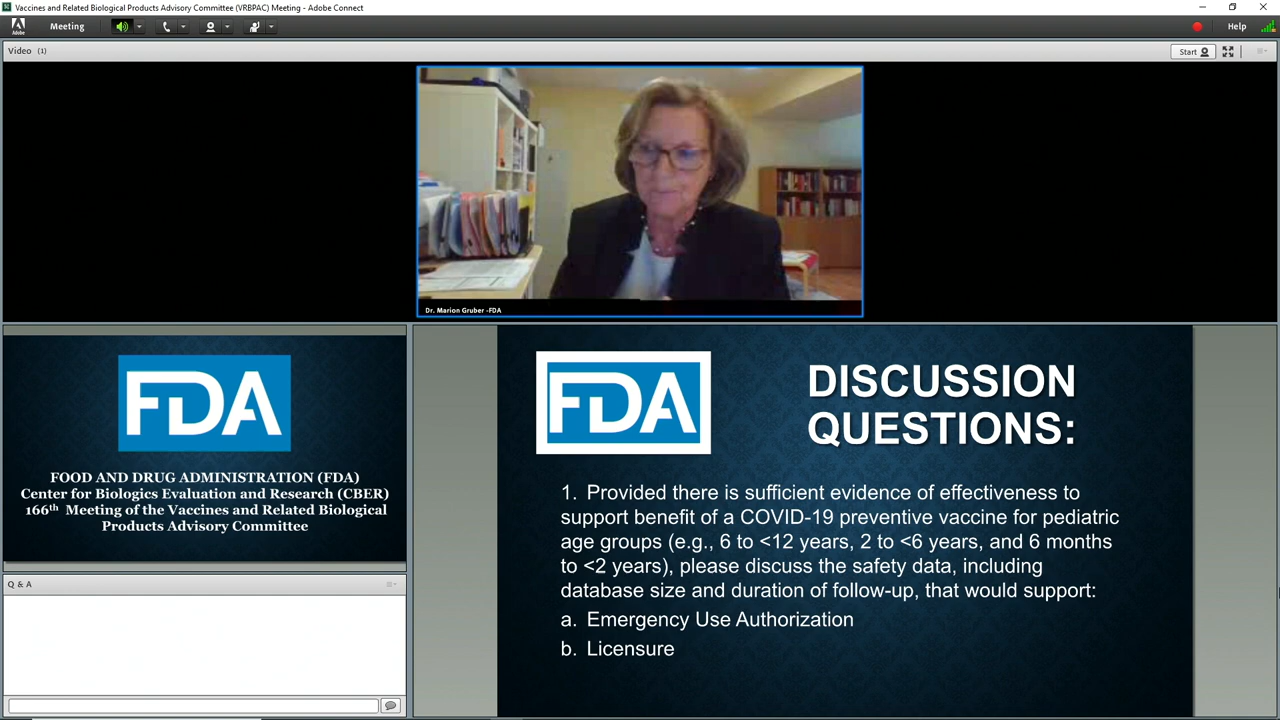 Vaccines and Related Biological Products Advisory Committee (VRBPAC) Meeting - Adobe Connect
Adobe
Meeting
Help
Video (1)
Start
Dr. Marion Gruber -FDA
FDA
FOOD AND DRUG ADMINISTRATION (FDA)
Center for Biologics Evaluation and Research (CBER)
166th Meeting of the Vaccines and Related Biological
Products Advisory Committee
Q & A
FDA
DISCUSSION
QUESTIONS:
1. Provided there is sufficient evidence of effectiveness to
support benefit of a COVID-19 preventive vaccine for pediatric
age groups (e.g., 6 to <12 years, 2 to <6 years, and 6 months
to <2 years), please discuss the safety data, including
database size and duration of follow-up, that would support:
a. Emergency Use Authorization
b. Licensure